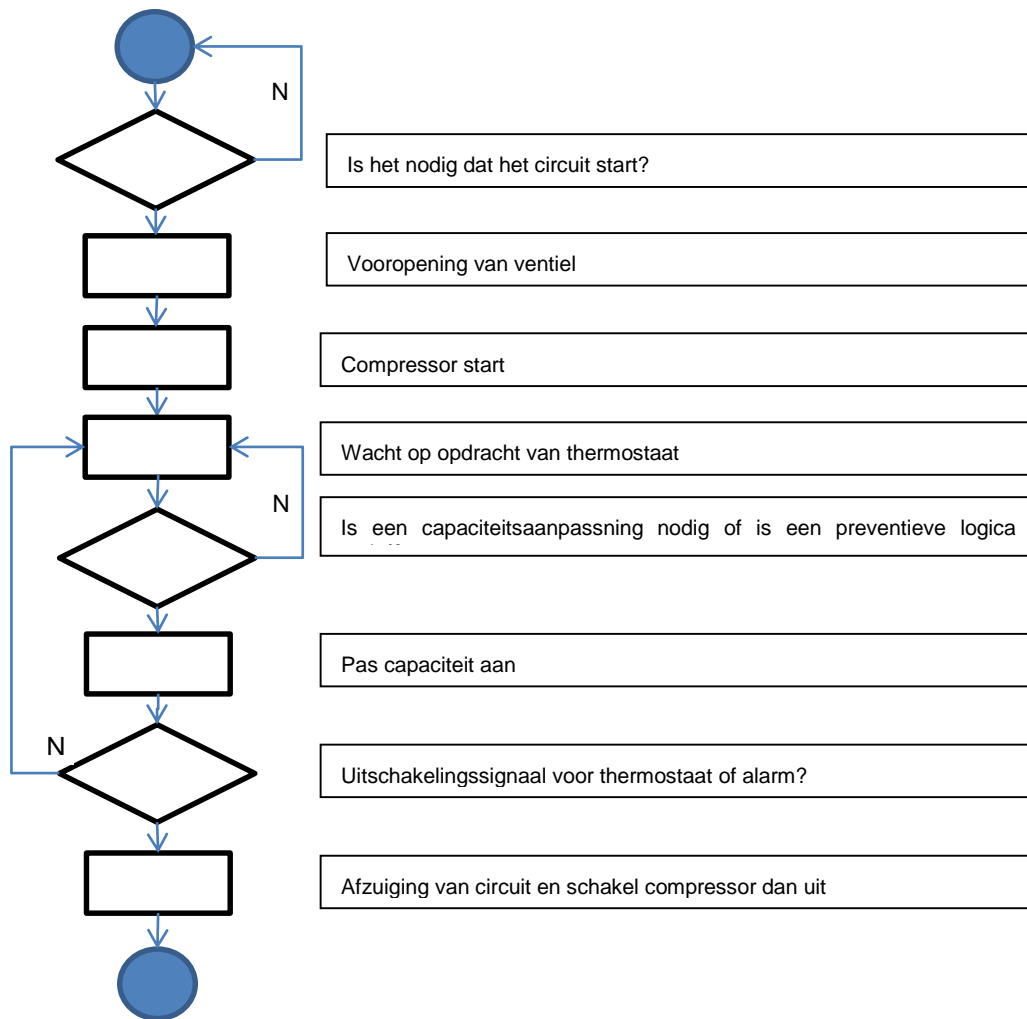 N
Is het nodig dat het circuit start?
Vooropening van ventiel
Compressor start
Wacht op opdracht van thermostaat
N
Is een capaciteitsaanpassning nodig of is een preventieve logica
Pas capaciteit aan
N
Uitschakelingssignaal voor thermostaat of alarm?
Afzuiging van circuit en schakel compressor dan uit